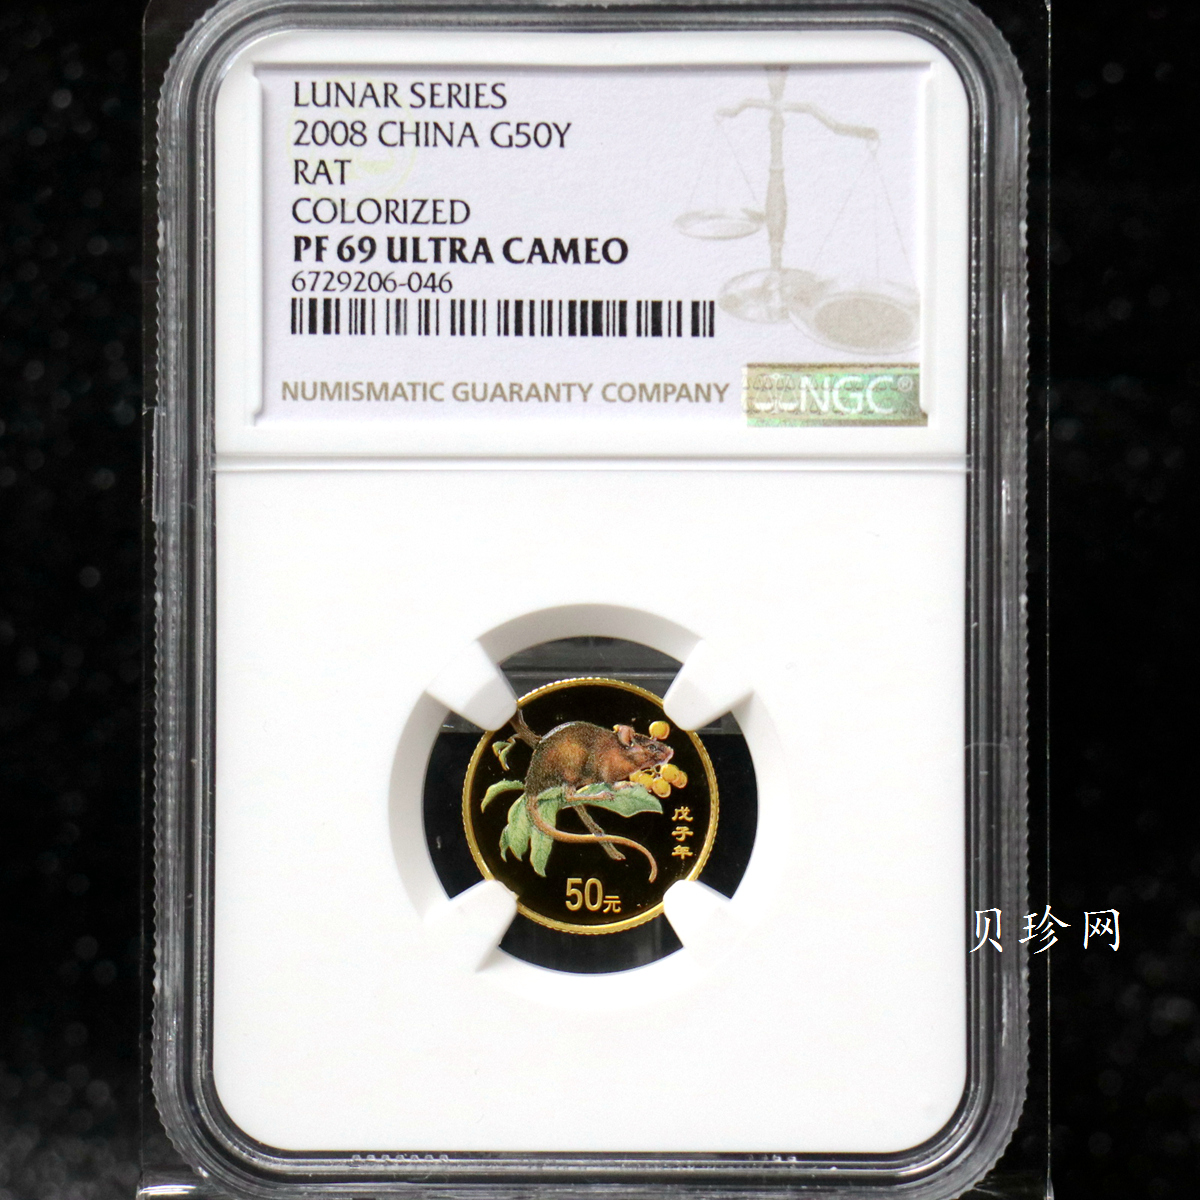 LUNAR SERIES
2008 CHINA G50Y
RAT
COLORIZED
PF 69 ULTRA CAMEO
6729206-046
NUMISMATIC GUARANTY COMPANY
NGC®
戊子年
50元
贝珍网